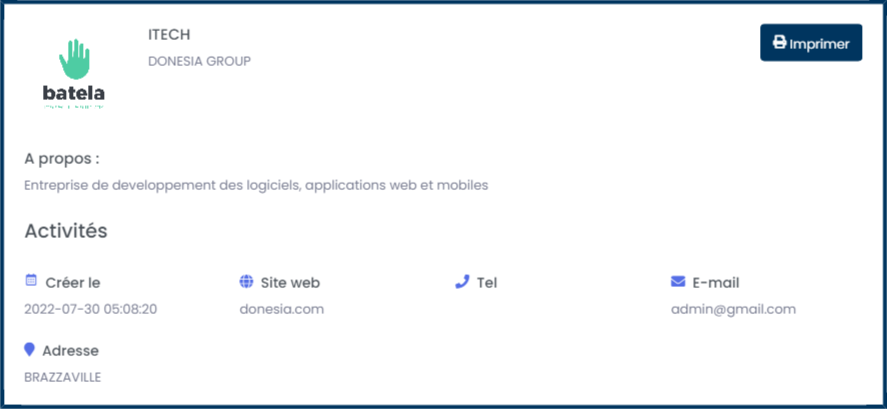 ITECH
DONESIA GROUP
Imprimer
batela
A propos :
Entreprise de developpement des logiciels, applications web et mobiles
Activités
Créer le
Site web
Tel
E-mail
2022-07-30 05:08:20
donesia.com
admin@gmail.com
Adresse
BRAZZAVILLE